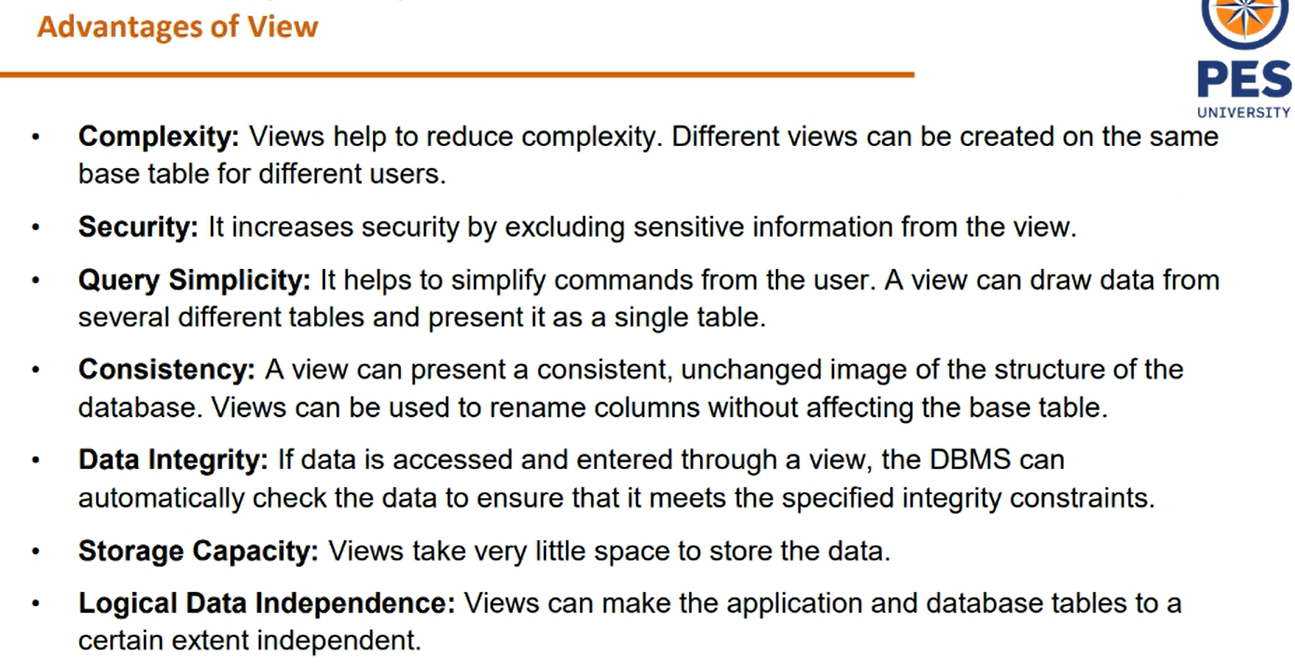 Advantages of View
PES
UNIVERSITY
• Complexity: Views help to reduce complexity. Different views can be created on the same
base table for different users.
• Security: It increases security by excluding sensitive information from the view.
• Query Simplicity: It helps to simplify commands from the user. A view can draw data from
several different tables and present it as a single table.
• Consistency: A view can present a consistent, unchanged image of the structure of the
database. Views can be used to rename columns without affecting the base table.
• Data Integrity: If data is accessed and entered through a view, the DBMS can
automatically check the data to ensure that it meets the specified integrity constraints.
• Storage Capacity: Views take very little space to store the data.
• Logical Data Independence: Views can make the application and database tables to a
certain extent independent.